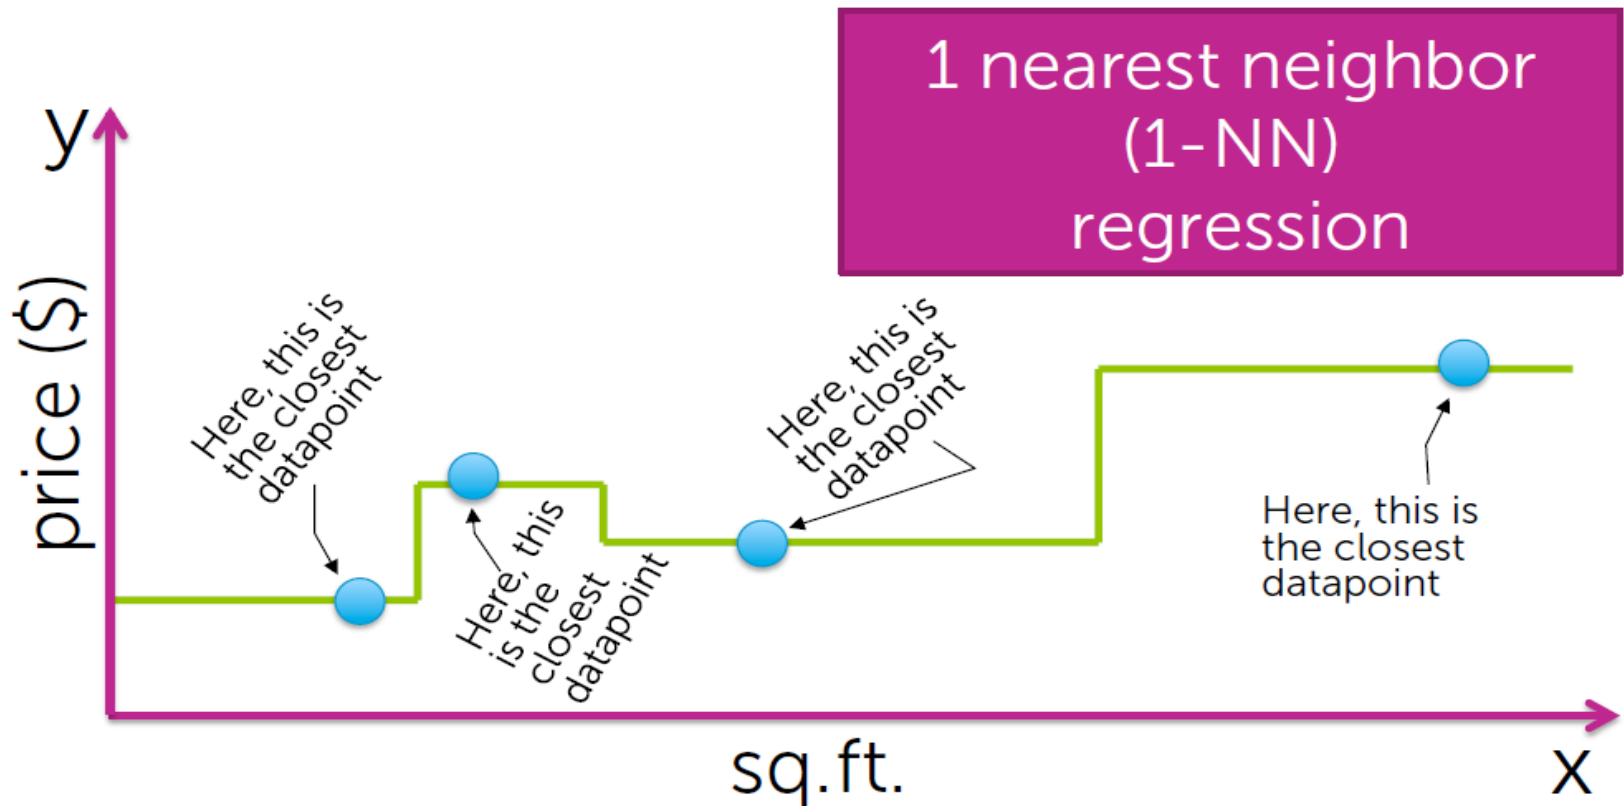 1 nearest neighbor
(1-NN)
regression
y
price ($)
Here, this is
the closest
datapoint
Here, this
is the
closest
datapoint
Here, this is
the closest
datapoint
Here, this is
the closest
datapoint
sq.ft.
x